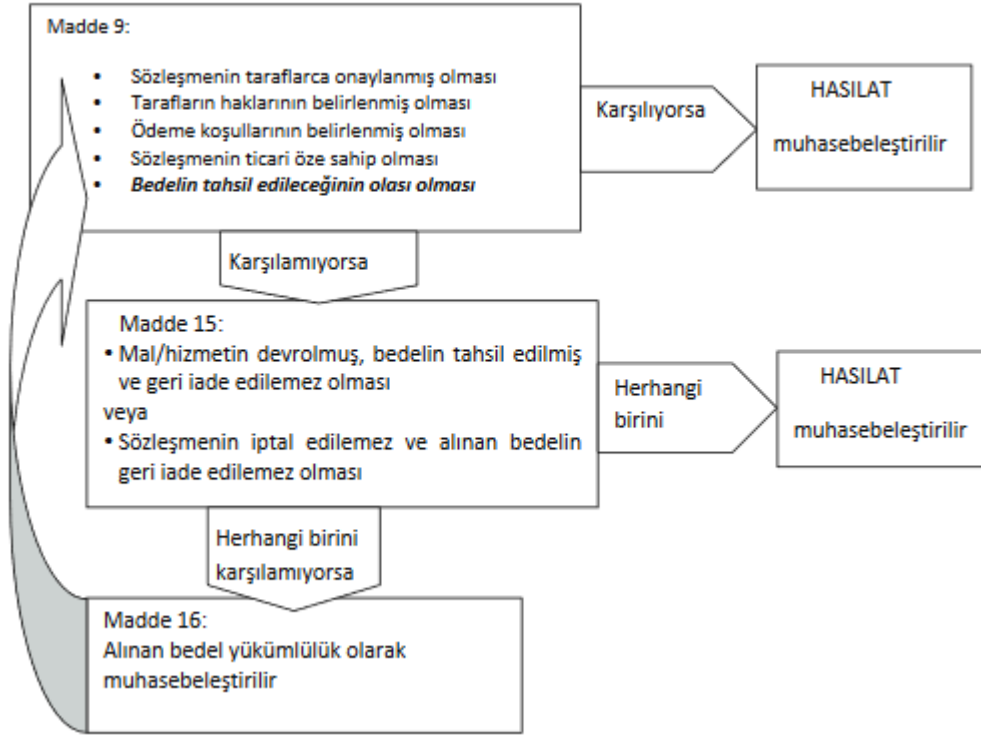 Madde 9:
• Sözleşmenin taraflarca onaylanmış olması
• Tarafların haklarının belirlenmiş olması
• Ödeme koşullarının belirlenmiş olması
• Sözleşmenin ticari öze sahip olması
• Bedelin tahsil edileceğinin olası olması
Karşılıyorsa
HASILAT
muhasebeleştirilir
Karşılamıyorsa
Madde 15:
• Mal/hizmetin devrolmuş, bedelin tahsil edilmiş
ve geri iade edilemez olması
veya
• Sözleşmenin iptal edilemez ve alınan bedelin
geri iade edilemez olması
Herhangi
birini
HASILAT
muhasebeleştirilir
Herhangi birini
karşılamıyorsa
Madde 16:
Alınan bedel yükümlülük olarak
muhasebeleştirilir